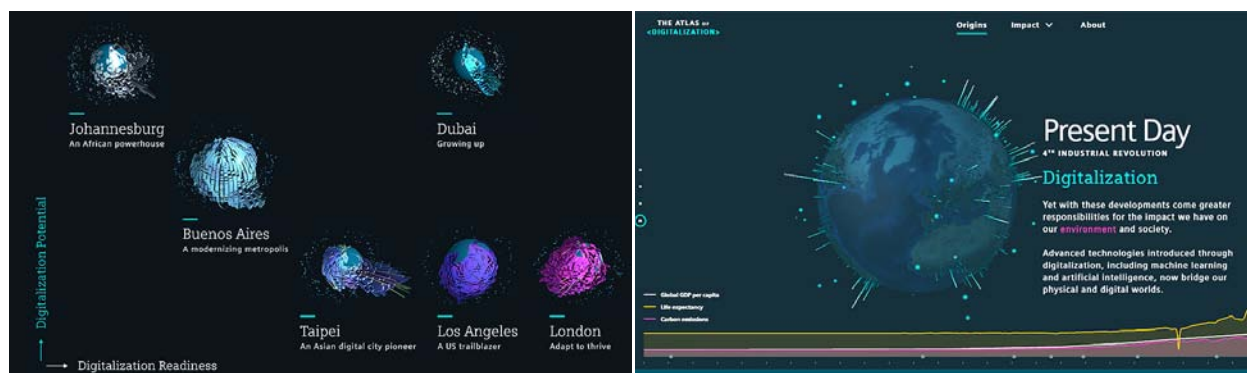 Johannesburg
An African powerhouse
Dubai
Growing up
Buenos Aires
A modernizing metropolis
Taipei
An Asian digital city pioneer
Los Angeles
A US trailblazer
London
Adapt to thrive
Digitalization Potential
Digitalization Readiness
THE ATLAS OF
<DIGITALIZATION>
Origins
Impact
About
Present Day
4TH INDUSTRIAL REVOLUTION
Digitalization
Yet with these developments come greater
responsibilities for the impact we have on
our environment and society.
Advanced technologies introduced through
digitalization, including machine learning
and artificial intelligence, now bridge our
physical and digital worlds.
Global GDP per capita
Life expectancy
Carbon emissions